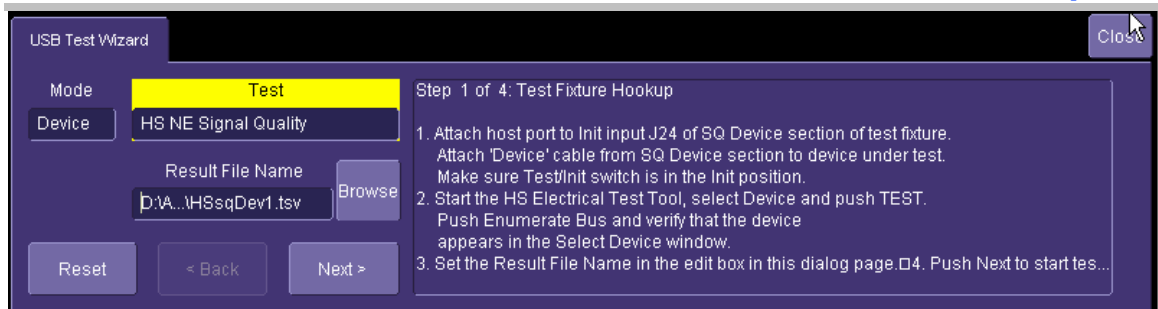 USB Test Wizard
Close
Mode
Test
Device
HS NE Signal Quality
Result File Name
D:\A...\HSsqDev1.tsv
Browse
Reset
< Back
Next >
Step 1 of 4: Test Fixture Hookup
1. Attach host port to Init input J24 of SQ Device section of test fixture.
Attach 'Device' cable from SQ Device section to device under test.
Make sure Test/Init switch is in the Init position.
2. Start the HS Electrical Test Tool, select Device and push TEST.
Push Enumerate Bus and verify that the device
appears in the Select Device window.
3. Set the Result File Name in the edit box in this dialog page.□4. Push Next to start tes...